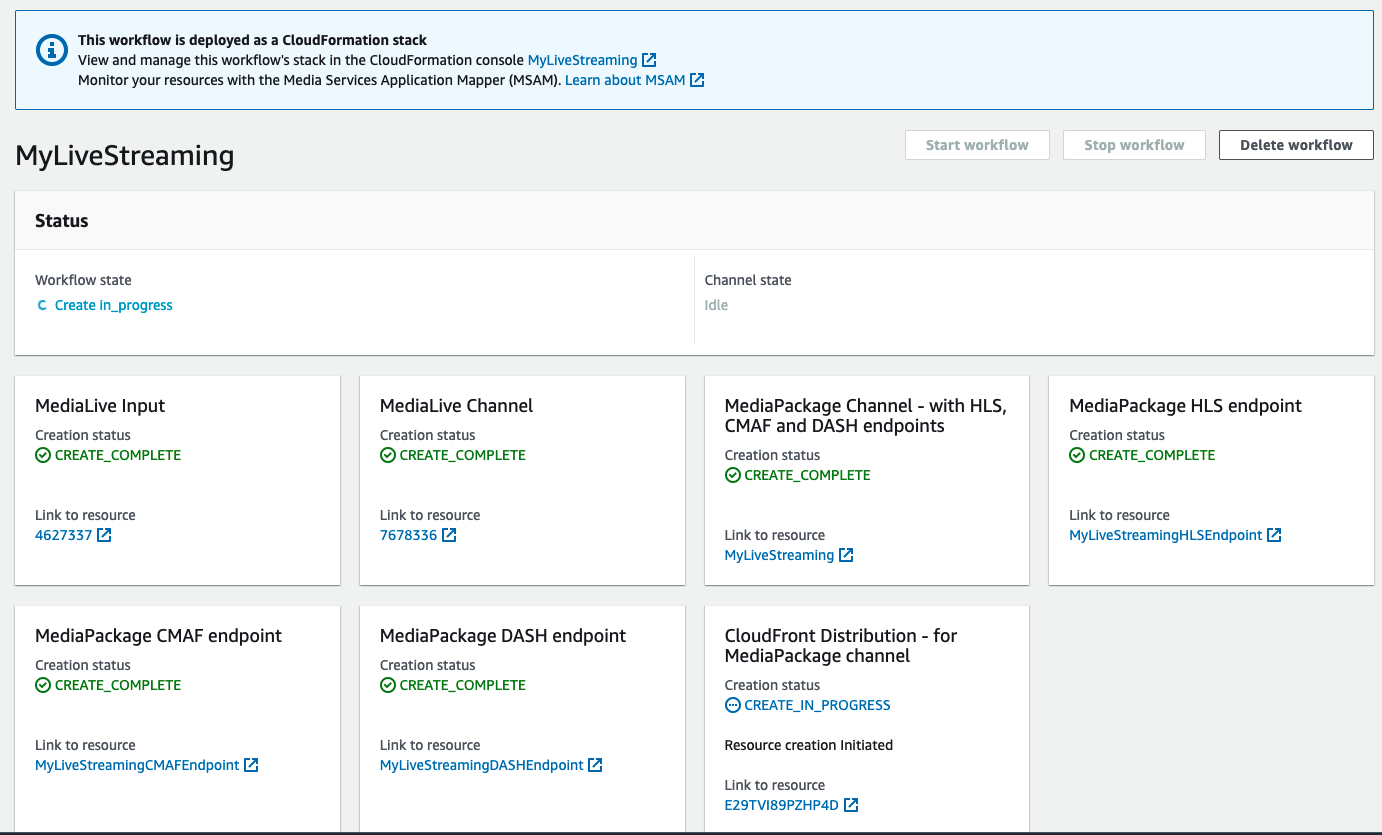 This workflow is deployed as a CloudFormation stack
View and manage this workflow's stack in the CloudFormation console MyLiveStreaming
Monitor your resources with the Media Services Application Mapper (MSAM). Learn about MSAM
MyLiveStreaming
Start workflow
Stop workflow
Delete workflow
Status
Workflow state
Create in_progress
Channel state
Idle
MediaLive Input
Creation status
CREATE_COMPLETE
Link to resource
4627337
MediaLive Channel
Creation status
CREATE_COMPLETE
Link to resource
7678336
MediaPackage Channel - with HLS,
CMAF and DASH endpoints
Creation status
CREATE_COMPLETE
Link to resource
MyLiveStreaming
MediaPackage HLS endpoint
Creation status
CREATE_COMPLETE
Link to resource
MyLiveStreamingHLSEndpoint
MediaPackage CMAF endpoint
Creation status
CREATE_COMPLETE
Link to resource
MyLiveStreamingCMAFEndpoint
MediaPackage DASH endpoint
Creation status
CREATE_COMPLETE
Link to resource
MyLiveStreamingDASHEndpoint
CloudFront Distribution - for
MediaPackage channel
Creation status
CREATE_IN_PROGRESS
Resource creation Initiated
Link to resource
E29TVI89PZHP4D